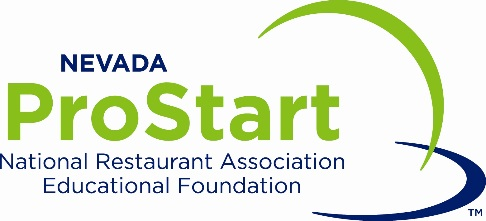 NEVADA
ProStart
National Restaurant Association
Educational Foundation
TM